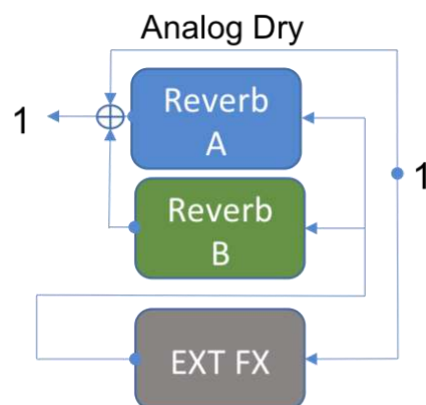 Analog Dry
Reverb
A
1
Reverb
B
1
EXT FX